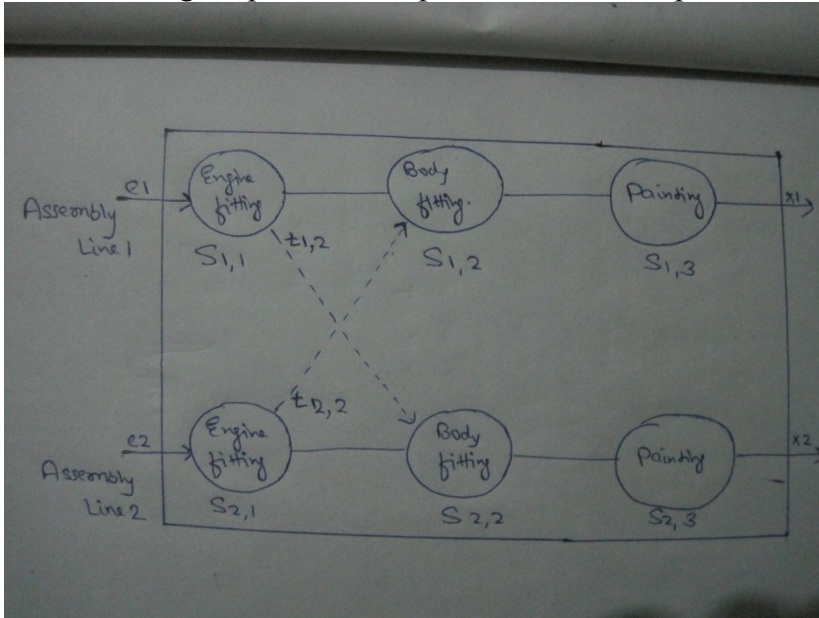 e1
Assembly
Line 1
Engine
fitting
S1,1
t1,2
Body
fitting.
S1,2
Painting
S1,3
x1
e2
Assembly
Line 2
Engine
fitting
S2,1
t2,2
Body
fitting
S2,2
Painting
S2,3
x2